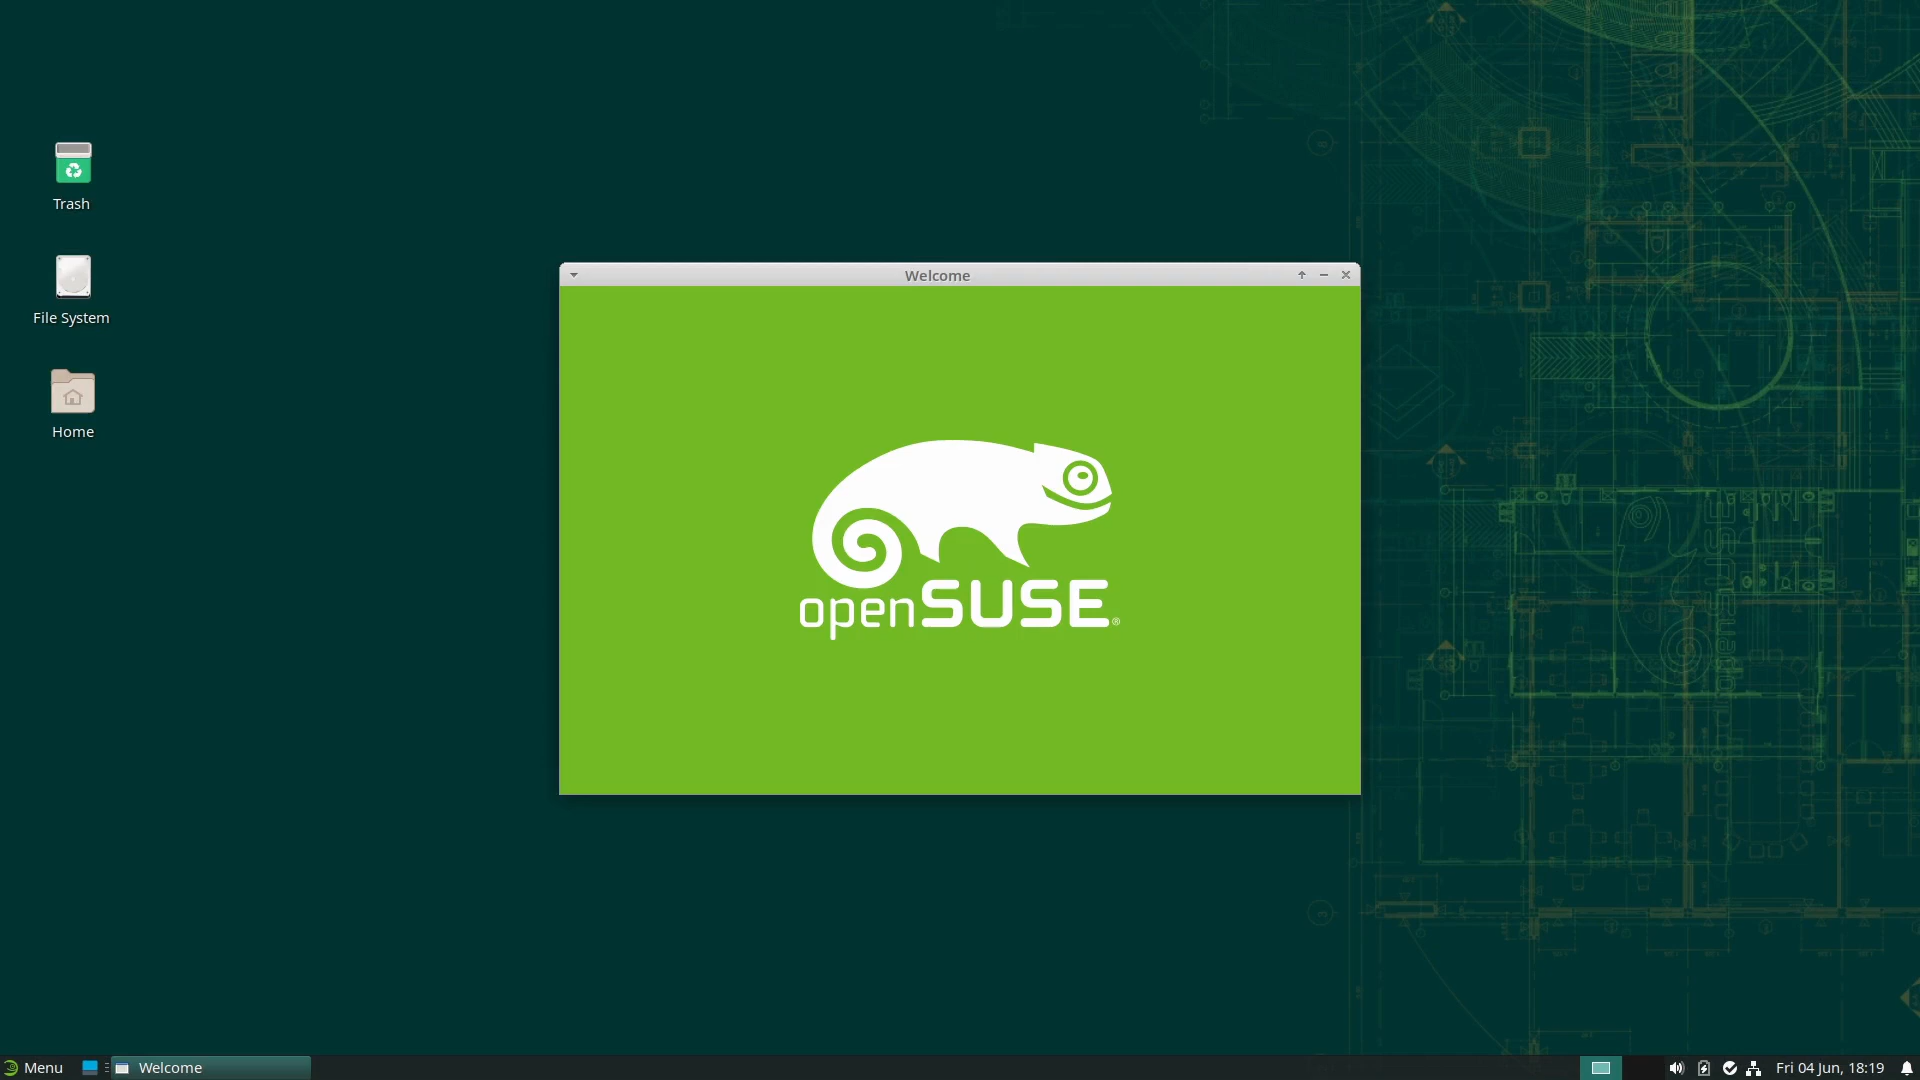 Trash
File System
Home
Welcome
openSUSE®
Menu
Welcome
Fri 04 Jun, 18:19